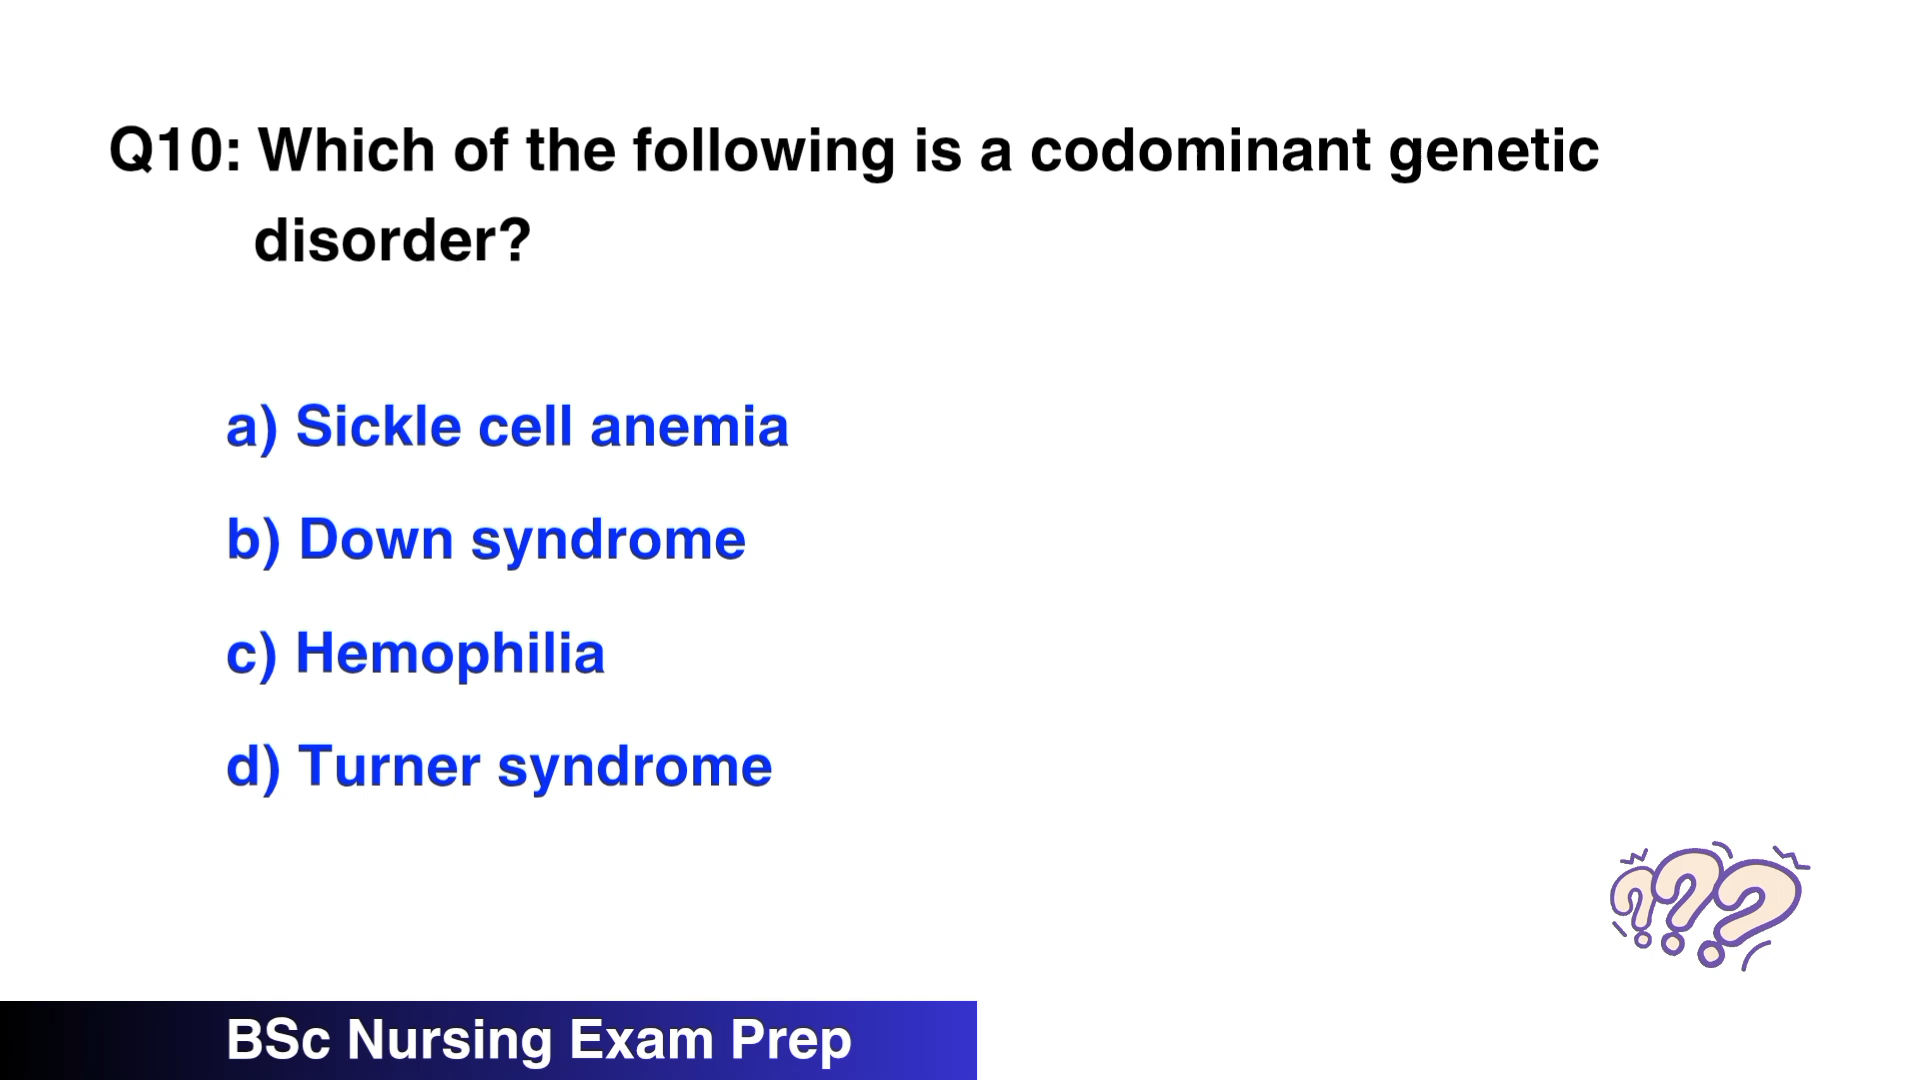 Q10: Which of the following is a codominant genetic
disorder?
a) Sickle cell anemia
b) Down syndrome
c) Hemophilia
d) Turner syndrome
BSc Nursing Exam Prep